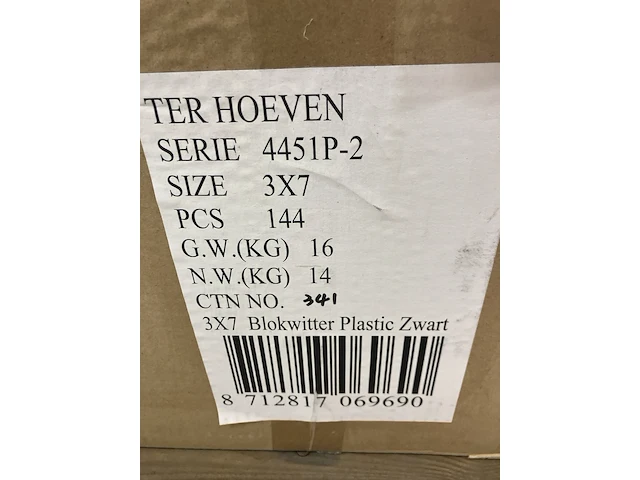 TER HOEVEN
SERIE 4451P-2
SIZE 3X7
PCS 144
G.W.(KG) 16
N.W.(KG) 14
CTN NO. 341
3X7 Blokwitter Plastic Zwart
8 712817 069690